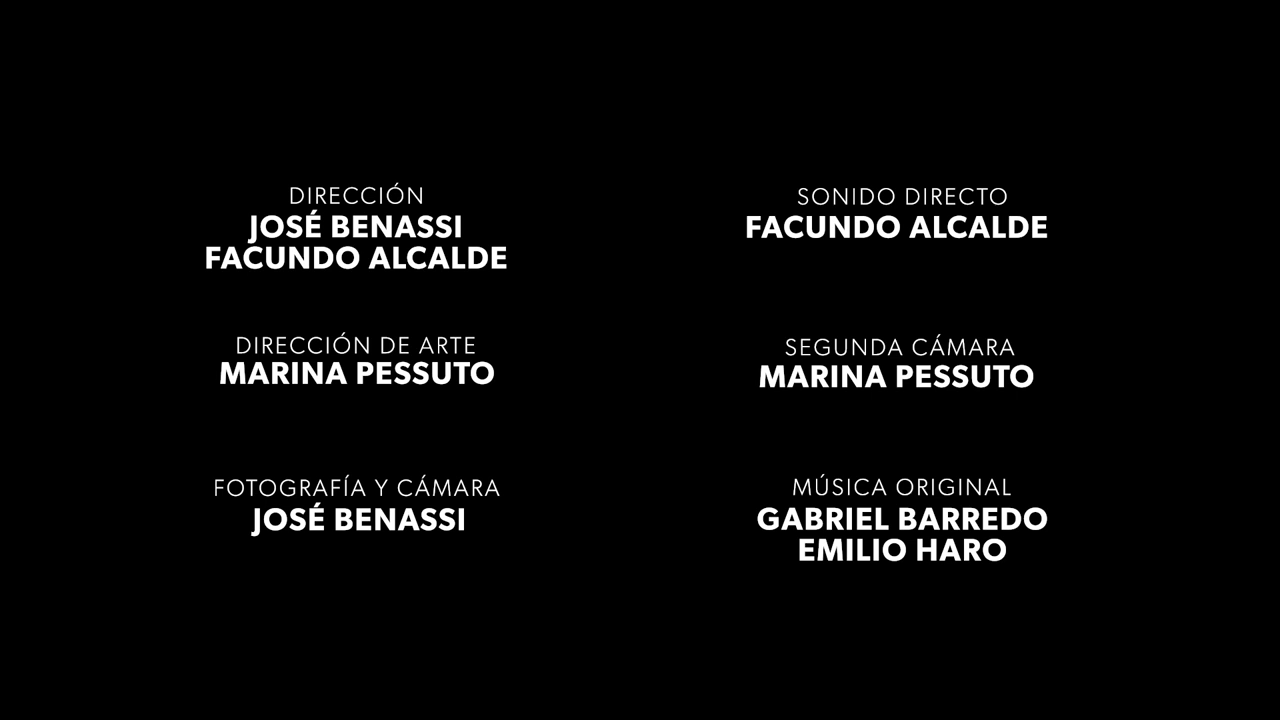 DIRECCIÓN
JOSÉ BENASSI
FACUNDO ALCALDE
DIRECCIÓN DE ARTE
MARINA PESSUTO
FOTOGRAFÍA Y CÁMARA
JOSÉ BENASSI
SONIDO DIRECTO
FACUNDO ALCALDE
SEGUNDA CÁMARA
MARINA PESSUTO
MÚSICA ORIGINAL
GABRIEL BARREDO
EMILIO HARO